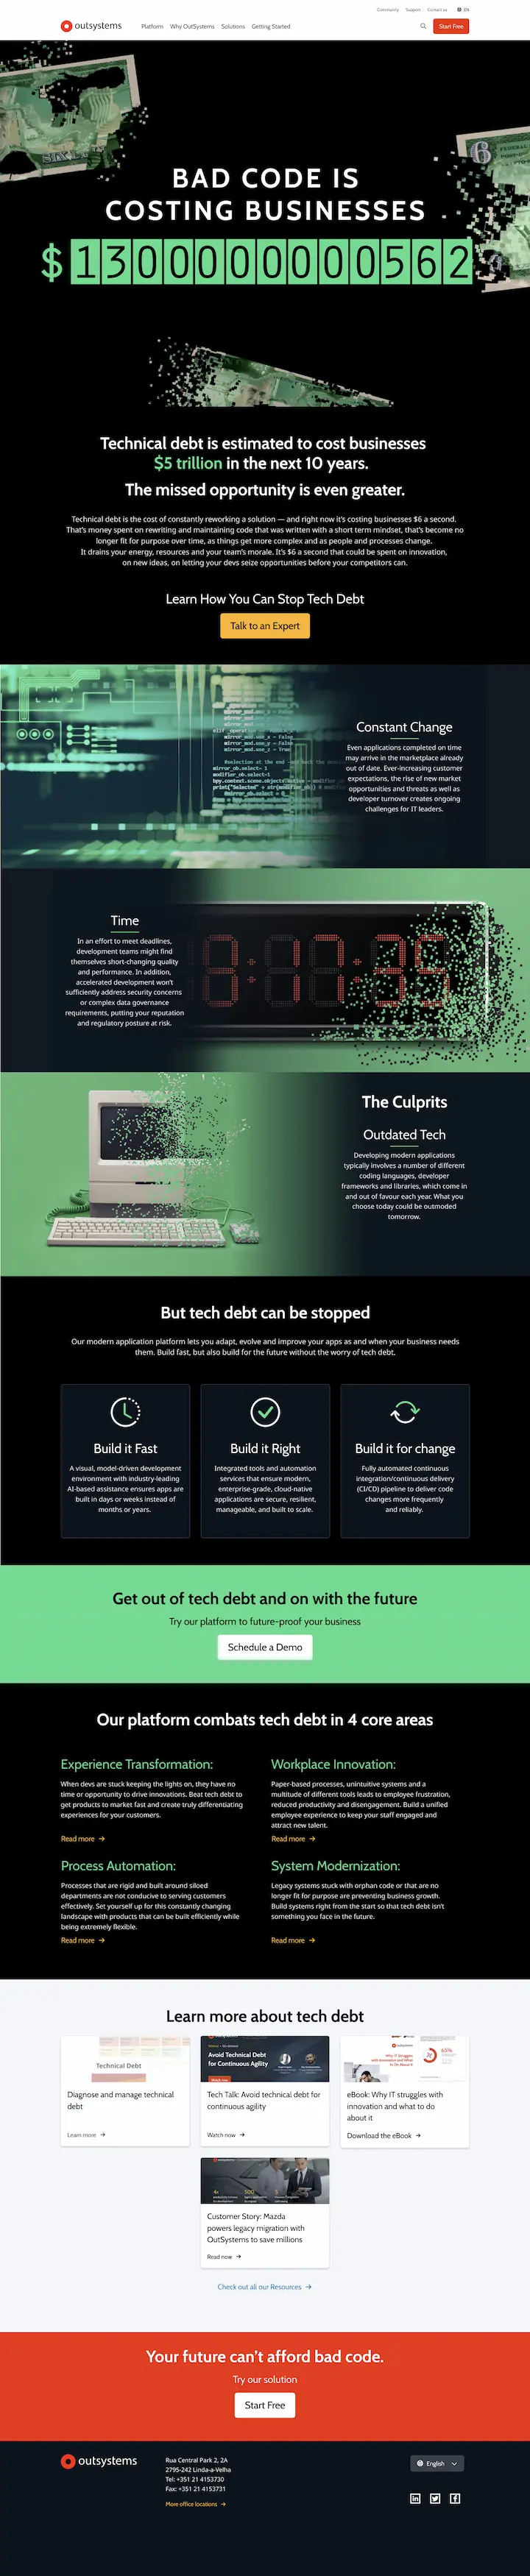 Community Support Contact us EN
outsystems Platform Why OutSystems Solutions Getting Started Start Free
BAD CODE IS
COSTING BUSINESSES
$ 1300000000562
Technical debt is estimated to cost businesses
$5 trillion in the next 10 years.
The missed opportunity is even greater.
Technical debt is the cost of constantly reworking a solution — and right now it's costing businesses $6 a second.
That's money spent on rewriting and maintaining code that was written with a short term mindset, that's become no
longer fit for purpose over time, as things get more complex and as people and processes change.
It drains your energy, resources and your team's morale. It's $6 a second that could be spent on innovation,
on new ideas, on letting your devs seize opportunities before your competitors can.
Learn How You Can Stop Tech Debt
Talk to an Expert
Constant Change
Even applications completed on time
may arrive in the marketplace already
out of date. Ever-increasing customer
expectations, the rise of new market
opportunities and threats as well as
developer turnover creates ongoing
challenges for IT leaders.
Time
In an effort to meet deadlines,
development teams might find
themselves short-changing quality
and performance. In addition,
accelerated development won't
sufficiently address security concerns
or complex data governance
requirements, putting your reputation
and regulatory posture at risk.
The Culprits
Outdated Tech
Developing modern applications
typically involves a number of different
coding languages, developer
frameworks and libraries, which come in
and out of favour each year. What you
choose today could be outmoded
tomorrow.
But tech debt can be stopped
Our modern application platform lets you adapt, evolve and improve your apps as and when your business needs
them. Build fast, but also build for the future without the worry of tech debt.
Build it Fast
A visual, model-driven development
environment with industry-leading
AI-based assistance ensures apps are
built in days or weeks instead of
months or years.
Build it Right
Integrated tools and automation
services that ensure modern,
enterprise-grade, cloud-native
applications are secure, resilient,
manageable, and built to scale.
Build it for change
Fully automated continuous
integration/continuous delivery
(CI/CD) pipeline to deliver code
changes more frequently
and reliably.
Get out of tech debt and on with the future
Try our platform to future-proof your business
Schedule a Demo
Our platform combats tech debt in 4 core areas
Experience Transformation:
When devs are stuck keeping the lights on, they have no
time or opportunity to drive innovations. Beat tech debt to
get products to market fast and create truly differentiating
experiences for your customers.
Read more
Workplace Innovation:
Paper-based processes, unintuitive systems and a
multitude of different tools leads to employee frustration,
reduced productivity and disengagement. Build a unified
employee experience to keep your staff engaged and
attract new talent.
Read more
Process Automation:
Processes that are rigid and built around siloed
departments are not conducive to serving customers
effectively. Set yourself up for this constantly changing
landscape with products that can be built efficiently while
being extremely flexible.
Read more
System Modernization:
Legacy systems stuck with orphan code or that are no
longer fit for purpose are preventing business growth.
Build systems right from the start so that tech debt isn't
something you face in the future.
Read more
Learn more about tech debt
Technical Debt
Diagnose and manage technical
debt
Learn more
Avoid Technical Debt
for Continuous Agility
Tech Talk: Avoid technical debt for
continuous agility
Watch now
65%
eBook: Why IT struggles with
innovation and what to do
about it
Download the eBook
Customer Story: Mazda
powers legacy migration with
OutSystems to save millions
Read now
Check out all our Resources
Your future can't afford bad code.
Try our solution
Start Free
outsystems
Rua Central Park 2, 2A
2795-242 Linda-a-Velha
Tel: +351 21 4153730
Fax: +351 21 4153731
More office locations
English